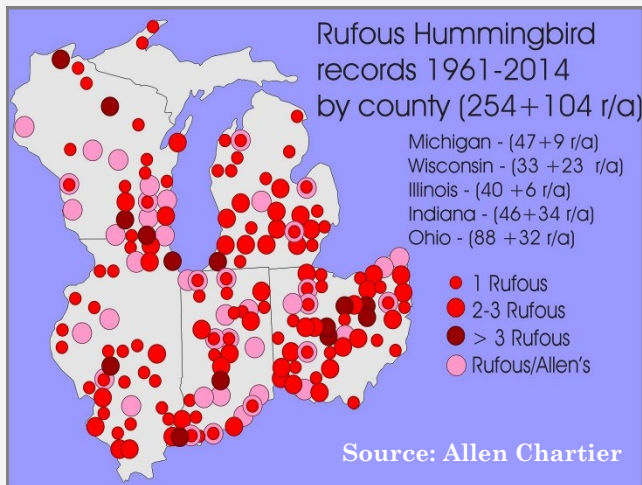 Rufous Hummingbird
records 1961-2014
by county (254+104 r/a)
Michigan - (47+9 r/a)
Wisconsin - (33 +23 r/a)
Illinois - (40 +6 r/a)
Indiana - (46+34 r/a)
Ohio - (88 +32 r/a)
1 Rufous
2-3 Rufous
> 3 Rufous
Rufous/Allen's
Source: Allen Chartier